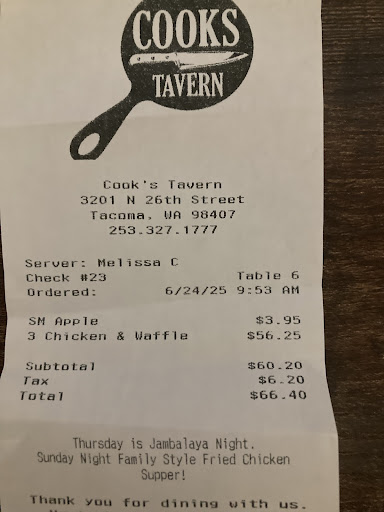 COOKS
TAVERN
Cook's Tavern
3201 N 26th Street
Tacoma, WA 98407
253.327.1777
Server: Melissa C
Check #23 Table 6
Ordered: 6/24/25 9:53 AM
SM Apple $3.95
3 Chicken & Waffle $56.25
Subtotal $60.20
Tax $6.20
Total $66.40
Thursday is Jambalaya Night.
Sunday Night Family Style Fried Chicken
Supper!
Thank you for dining with us.